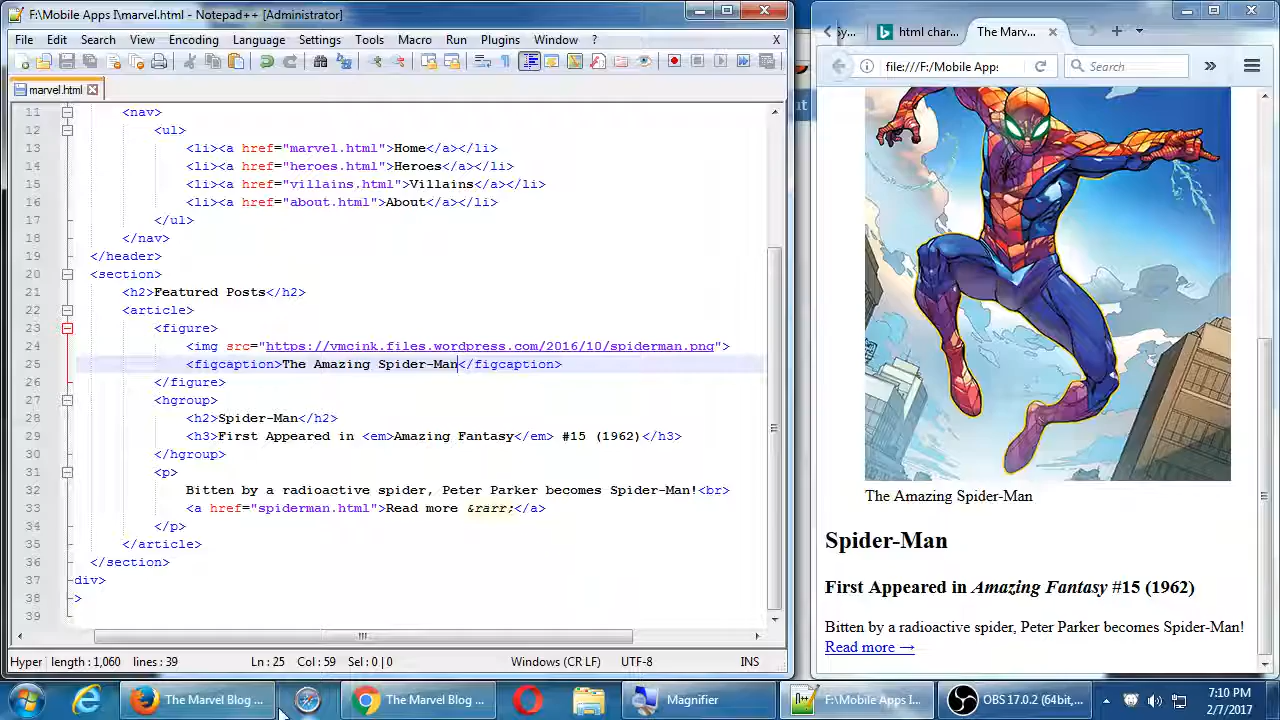 F:\Mobile Apps I\marvel.html - Notepad++ [Administrator]
File Edit Search View Encoding Language Settings Tools Macro Run Plugins Window ? X
marvel.html
11 <nav>
12 <ul>
13 <li><a href="marvel.html">Home</a></li>
14 <li><a href="heroes.html">Heroes</a></li>
15 <li><a href="villains.html">Villains</a></li>
16 <li><a href="about.html">About</a></li>
17 </ul>
18 </nav>
19 </header>
20 <section>
21 <h2>Featured Posts</h2>
22 <article>
23 <figure>
24 <img src="https://vmcink.files.wordpress.com/2016/10/spiderman.png">
25 <figcaption>The Amazing Spider-Man</figcaption>
26 </figure>
27 <hgroup>
28 <h2>Spider-Man</h2>
29 <h3>First Appeared in <em>Amazing Fantasy</em> #15 (1962)</h3>
30 </hgroup>
31 <p>
32 Bitten by a radioactive spider, Peter Parker becomes Spider-Man!<br>
33 <a href="spiderman.html">Read more &rarr;</a>
34 </p>
35 </article>
36 </section>
37 div>
38 >
39
Hyper length : 1,060 lines : 39 Ln : 25 Col : 59 Sel : 0 | 0 Windows (CR LF) UTF-8 INS
html char... The Marv...
file:///F:/Mobile App: Search
The Amazing Spider-Man
Spider-Man
First Appeared in Amazing Fantasy #15 (1962)
Bitten by a radioactive spider, Peter Parker becomes Spider-Man!
Read more →
The Marvel Blog ... The Marvel Blog ... Magnifier F:\Mobile Apps I... OBS 17.0.2 (64bit,...
7:10 PM
2/7/2017